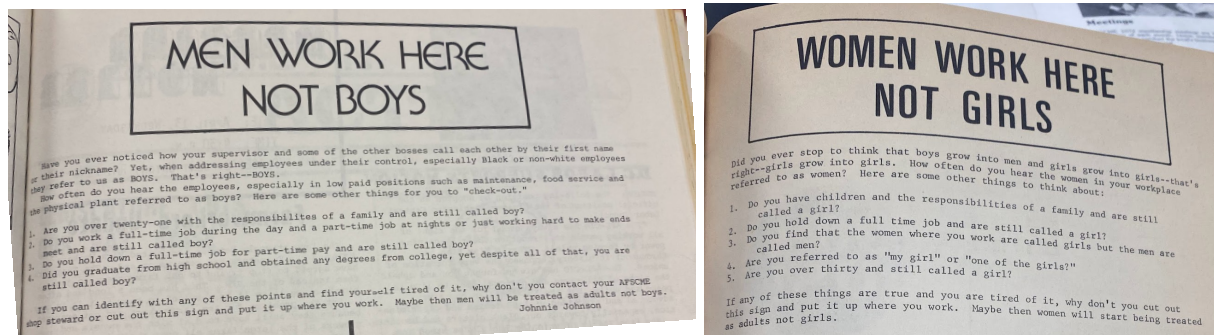 MEN WORK HERE
NOT BOYS
Have you ever noticed how your supervisor and some of the other bosses call each other by their first name
or their nickname? Yet, when addressing employees under their control, especially Black or non-white employees
they refer to us as BOYS. That's right--BOYS.
How often do you hear the employees, especially in low paid positions such as maintenance, food service and
the physical plant referred to as boys? Here are some other things for you to "check-out."
1. Are you over twenty-one with the responsibilites of a family and are still called boy?
2. Do you work a full-time job during the day and a part-time job at nights or just working hard to make ends
meet and are still called boy?
3. Do you hold down a full-time job for part-time pay and are still called boy?
4. Did you graduate from high school and obtained any degrees from college, yet despite all of that, you are
still called boy?
If you can identify with any of these points and find yourself tired of it, why don't you contact your AFSCME
shop steward or cut out this sign and put it up where you work. Maybe then men will be treated as adults not boys.
Johnnie Johnson
Meetings
WOMEN WORK HERE
NOT GIRLS
Did you ever stop to think that boys grow into men and girls grow into girls--that's
right--girls grow into girls. How often do you hear the women in your workplace
referred to as women? Here are some other things to think about:
1. Do you have children and the responsibilities of a family and are still
called a girl?
2. Do you hold down a full time job and are still called a girl?
3. Do you find that the women where you work are called girls but the men are
called men?
4. Are you referred to as "my girl" or "one of the girls?"
5. Are you over thirty and still called a girl?
If any of these things are true and you are tired of it, why don't you cut out
this sign and put it up where you work. Maybe then women will start being treated
as adults not girls.